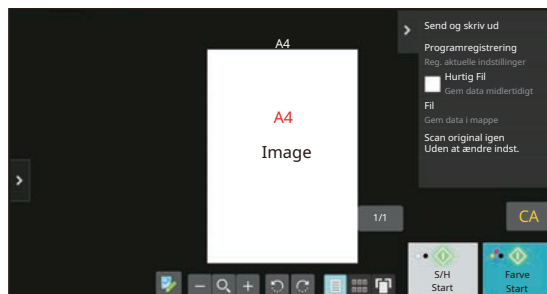 A4
A4
Image
1/1
Send og skriv ud
Programregistrering
Reg. aktuelle indstillinger
Hurtig Fil
Gem data midlertidigt
Fil
Gem data i mappe
Scan original igen
Uden at ændre indst.
CA
S/H
Start
Farve
Start